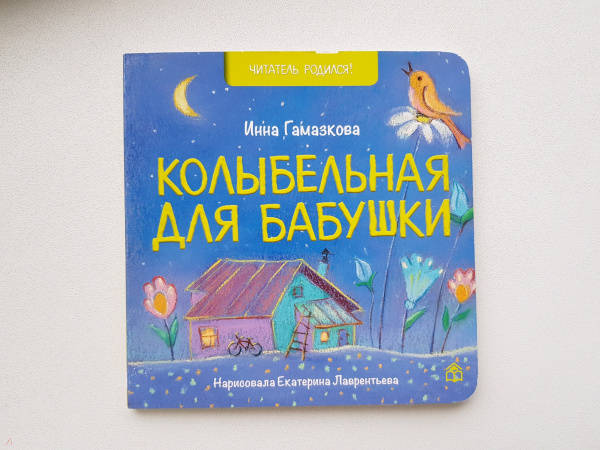 ЧИТАТЕЛЬ РОДИЛСЯ!
Инна Гамазкова
КОЛЫБЕЛЬНАЯ
ДЛЯ БАБУШКИ
Нарисовала Екатерина Лаврентьева